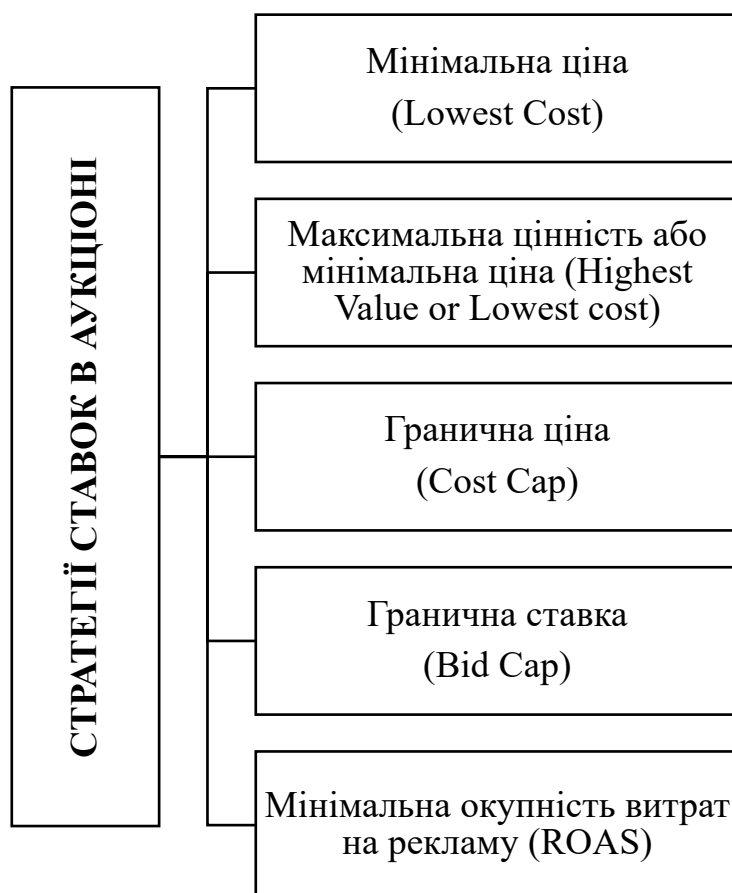 СТРАТЕГІЇ СТАВОК В АУКЦІОНІ
Мінімальна ціна
(Lowest Cost)
Максимальна цінність або
мінімальна ціна (Highest
Value or Lowest cost)
Гранична ціна
(Cost Cap)
Гранична ставка
(Bid Cap)
Мінімальна окупність витрат
на рекламу (ROAS)